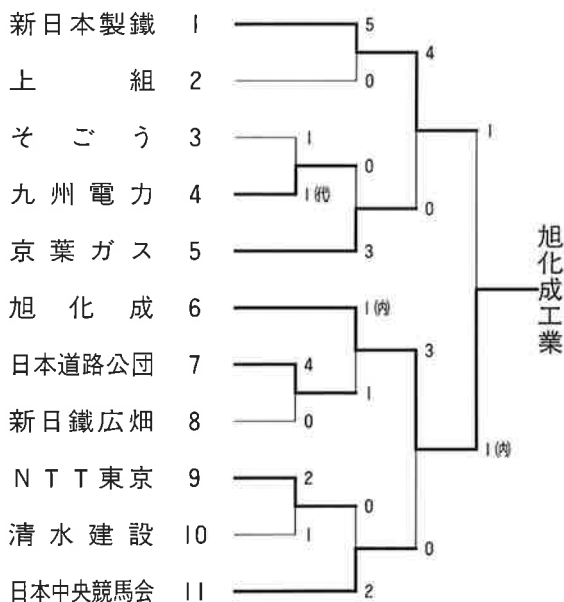 新日本製鐵 1
上組 2
そごう 3
九州電力 4
京葉ガス 5
旭化成 6
日本道路公団 7
新日鐵広畑 8
NTT東京 9
清水建設 10
日本中央競馬会 11
5
0
1
1(代)
0
3
4
0
1
1(内)
4
0
1
3
2
1
0
2
0
1(内)
旭化成工業